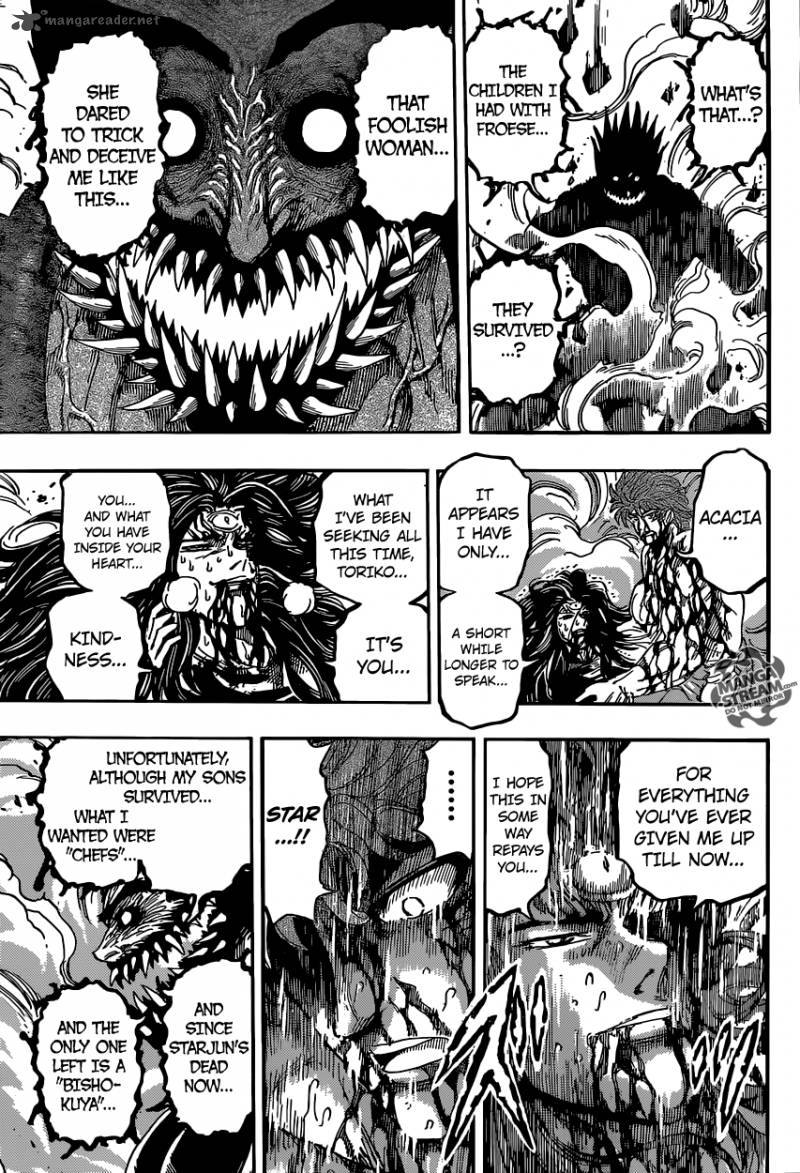 mangareader.net
WHAT'S
THAT...?
THE
CHILDREN I
HAD WITH
FROESE...
THEY
SURVIVED
...?
THAT
FOOLISH
WOMAN...
SHE
DARED
TO TRICK
AND DECEIVE
ME LIKE
THIS...
ACACIA
...
IT
APPEARS
I HAVE
ONLY...
A SHORT
WHILE
LONGER TO
SPEAK...
MANGA
STREAM.com
DO NOT MIRROR
WHAT
I'VE BEEN
SEEKING ALL
THIS TIME,
TORIKO...
IT'S
YOU...
YOU...
AND WHAT
YOU HAVE
INSIDE YOUR
HEART...
KIND-
NESS...
FOR
EVERYTHING
YOU'VE EVER
GIVEN ME UP
TILL NOW...
I HOPE
THIS IN
SOME
WAY
REPAYS
YOU...
......
STAR
...!!
UNFORTUNATELY,
ALTHOUGH MY SONS
SURVIVED...
WHAT I
WANTED WERE
"CHEFS"...
AND
SINCE
STARJUN'S
DEAD
NOW...
AND THE
ONLY ONE
LEFT IS A
"BISHO-
KUYA"...